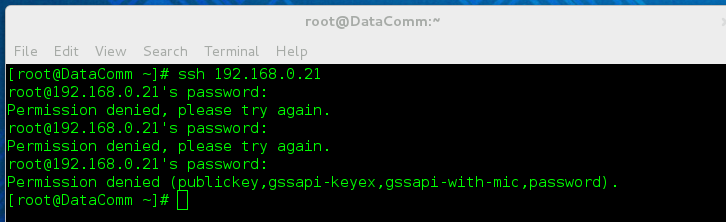 root@DataComm:~
File Edit View Search Terminal Help
[root@DataComm ~]# ssh 192.168.0.21
root@192.168.0.21's password:
Permission denied, please try again.
root@192.168.0.21's password:
Permission denied, please try again.
root@192.168.0.21's password:
Permission denied (publickey,gssapi-keyex,gssapi-with-mic,password).
[root@DataComm ~]#